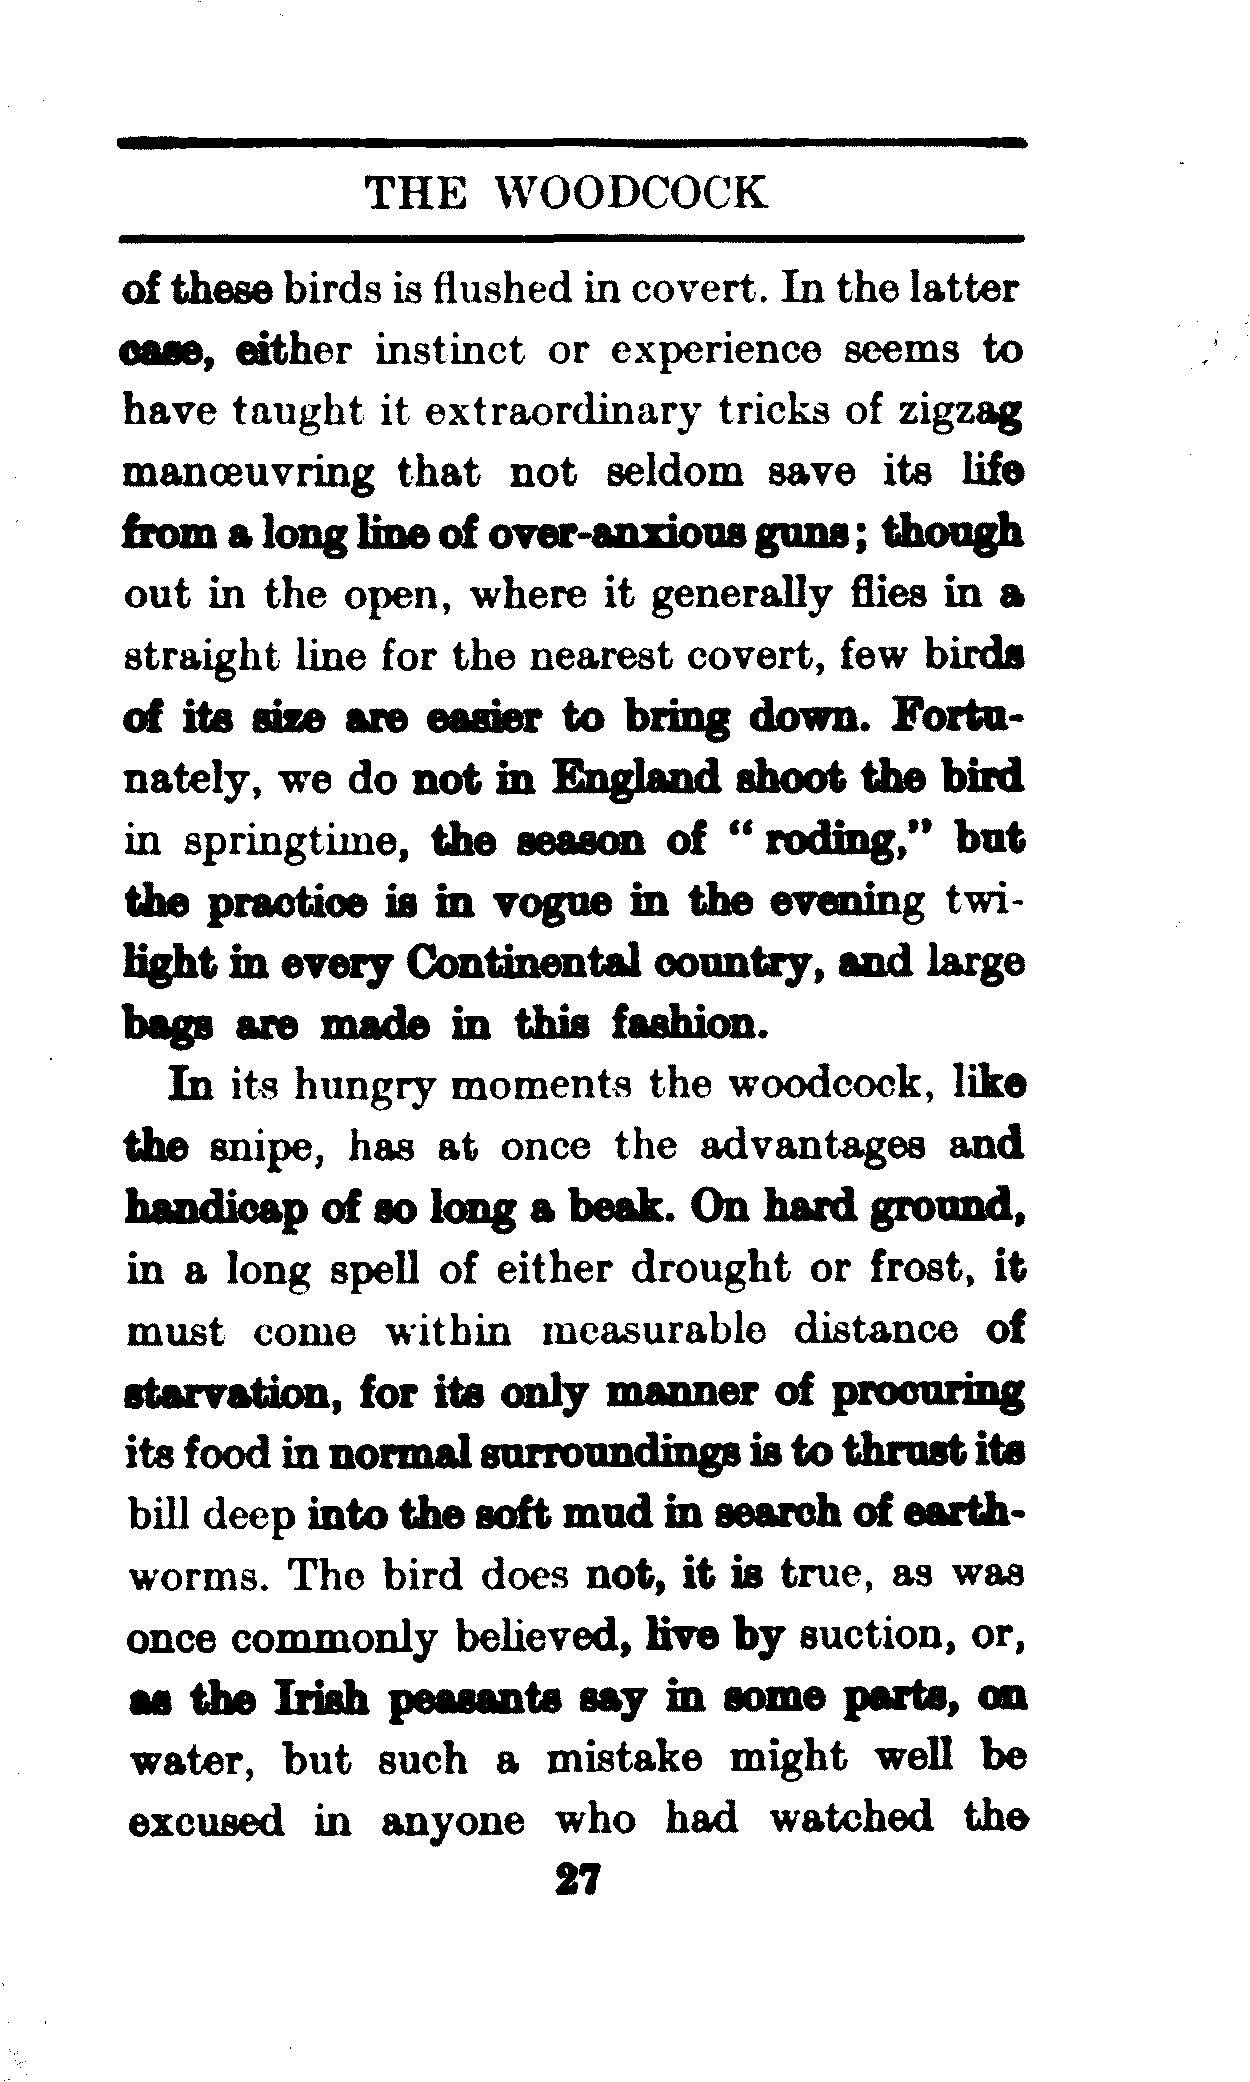 THE WOODCOCK
of these birds is flushed in covert. In the latter
case, either instinct or experience seems to
have taught it extraordinary tricks of zigzag
manœuvring that not seldom save its life
from a long line of over-anxious guns; though
out in the open, where it generally flies in a
straight line for the nearest covert, few birds
of its size are easier to bring down. Fortu-
nately, we do not in England shoot the bird
in springtime, the season of “ roding,” but
the practice is in vogue in the evening twi-
light in every Continental country, and large
bags are made in this fashion.
In its hungry moments the woodcock, like
the snipe, has at once the advantages and
handicap of so long a beak. On hard ground,
in a long spell of either drought or frost, it
must come within measurable distance of
starvation, for its only manner of procuring
its food in normal surroundings is to thrust its
bill deep into the soft mud in search of earth-
worms. The bird does not, it is true, as was
once commonly believed, live by suction, or,
as the Irish peasants say in some parts, on
water, but such a mistake might well be
excused in anyone who had watched the
27